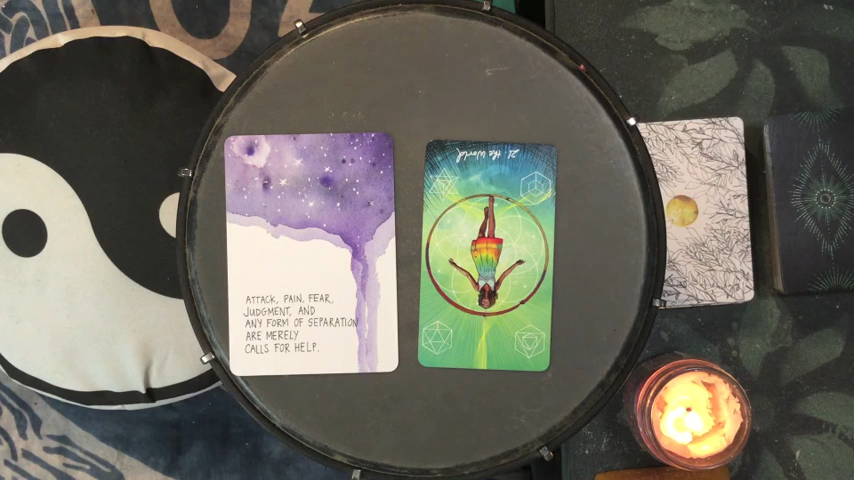 ATTACK, PAIN, FEAR,
JUDGMENT, AND
ANY FORM OF SEPARATION
ARE MERELY
CALLS FOR HELP.
21. the World